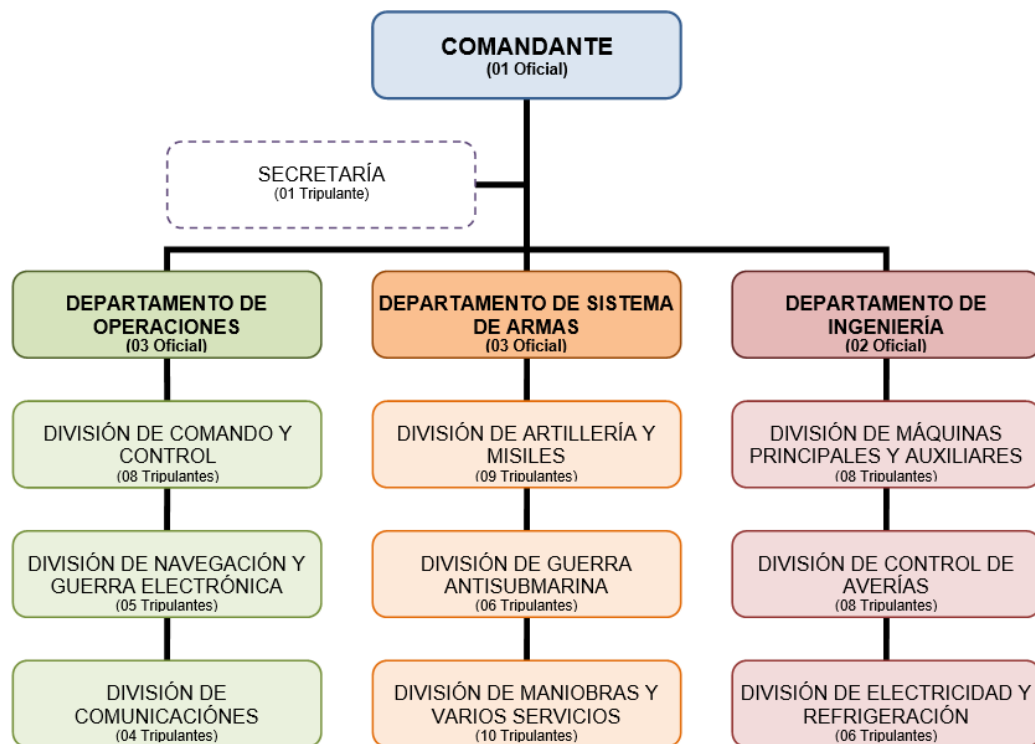 COMANDANTE
(01 Oficial)
SECRETARÍA
(01 Tripulante)
DEPARTAMENTO DE
OPERACIONES
(03 Oficial)
DIVISIÓN DE COMANDO Y
CONTROL
(08 Tripulantes)
DIVISIÓN DE NAVEGACIÓN Y
GUERRA ELECTRÓNICA
(05 Tripulantes)
DIVISIÓN DE
COMUNICACIÓNES
(04 Tripulantes)
DEPARTAMENTO DE SISTEMA
DE ARMAS
(03 Oficial)
DIVISIÓN DE ARTILLERÍA Y
MISILES
(09 Tripulantes)
DIVISIÓN DE GUERRA
ANTISUBMARINA
(06 Tripulantes)
DIVISIÓN DE MANIOBRAS Y
VARIOS SERVICIOS
(10 Tripulantes)
DEPARTAMENTO DE
INGENIERÍA
(02 Oficial)
DIVISIÓN DE MÁQUINAS
PRINCIPALES Y AUXILIARES
(08 Tripulantes)
DIVISIÓN DE CONTROL DE
AVERÍAS
(08 Tripulantes)
DIVISIÓN DE ELECTRICIDAD Y
REFRIGERACIÓN
(06 Tripulantes)